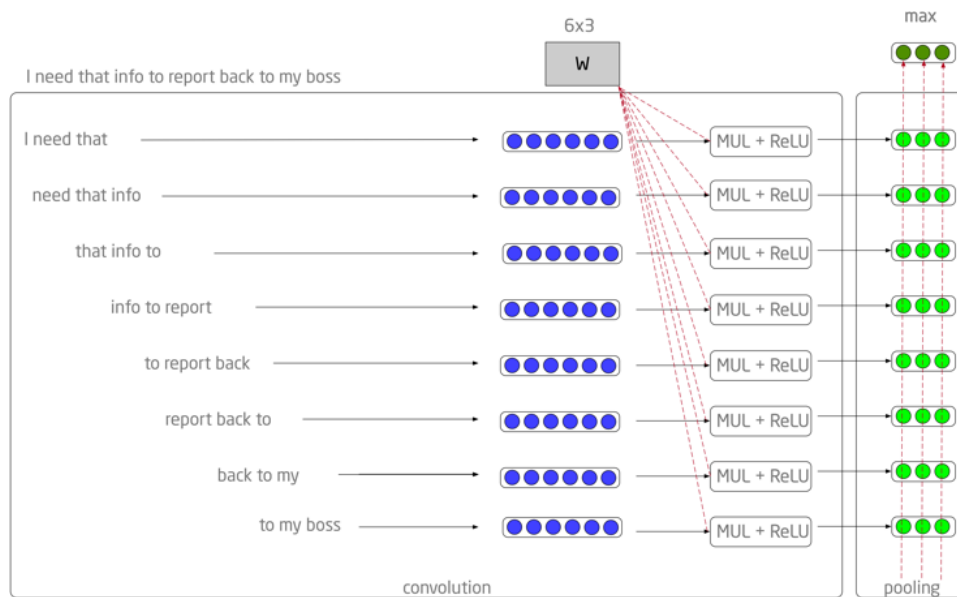 max
6x3
W
I need that info to report back to my boss
I need that
MUL + ReLU
need that info
MUL + ReLU
that info to
MUL + ReLU
info to report
MUL + ReLU
to report back
MUL + ReLU
report back to
MUL + ReLU
back to my
MUL + ReLU
to my boss
MUL + ReLU
convolution
pooling